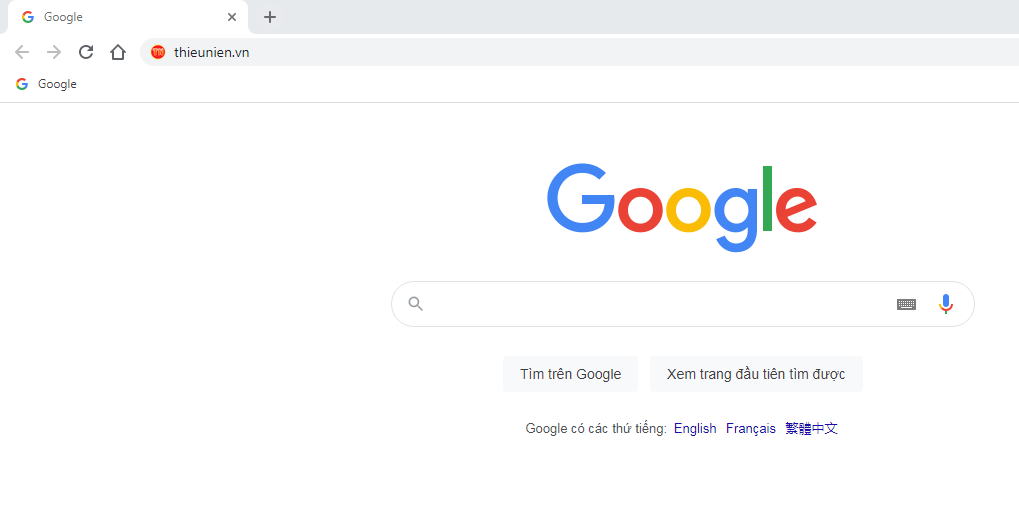 Google
thieunien.vn
Google
Google
Tìm trên Google
Xem trang đầu tiên tìm được
Google có các thứ tiếng: English Français 繁體中文